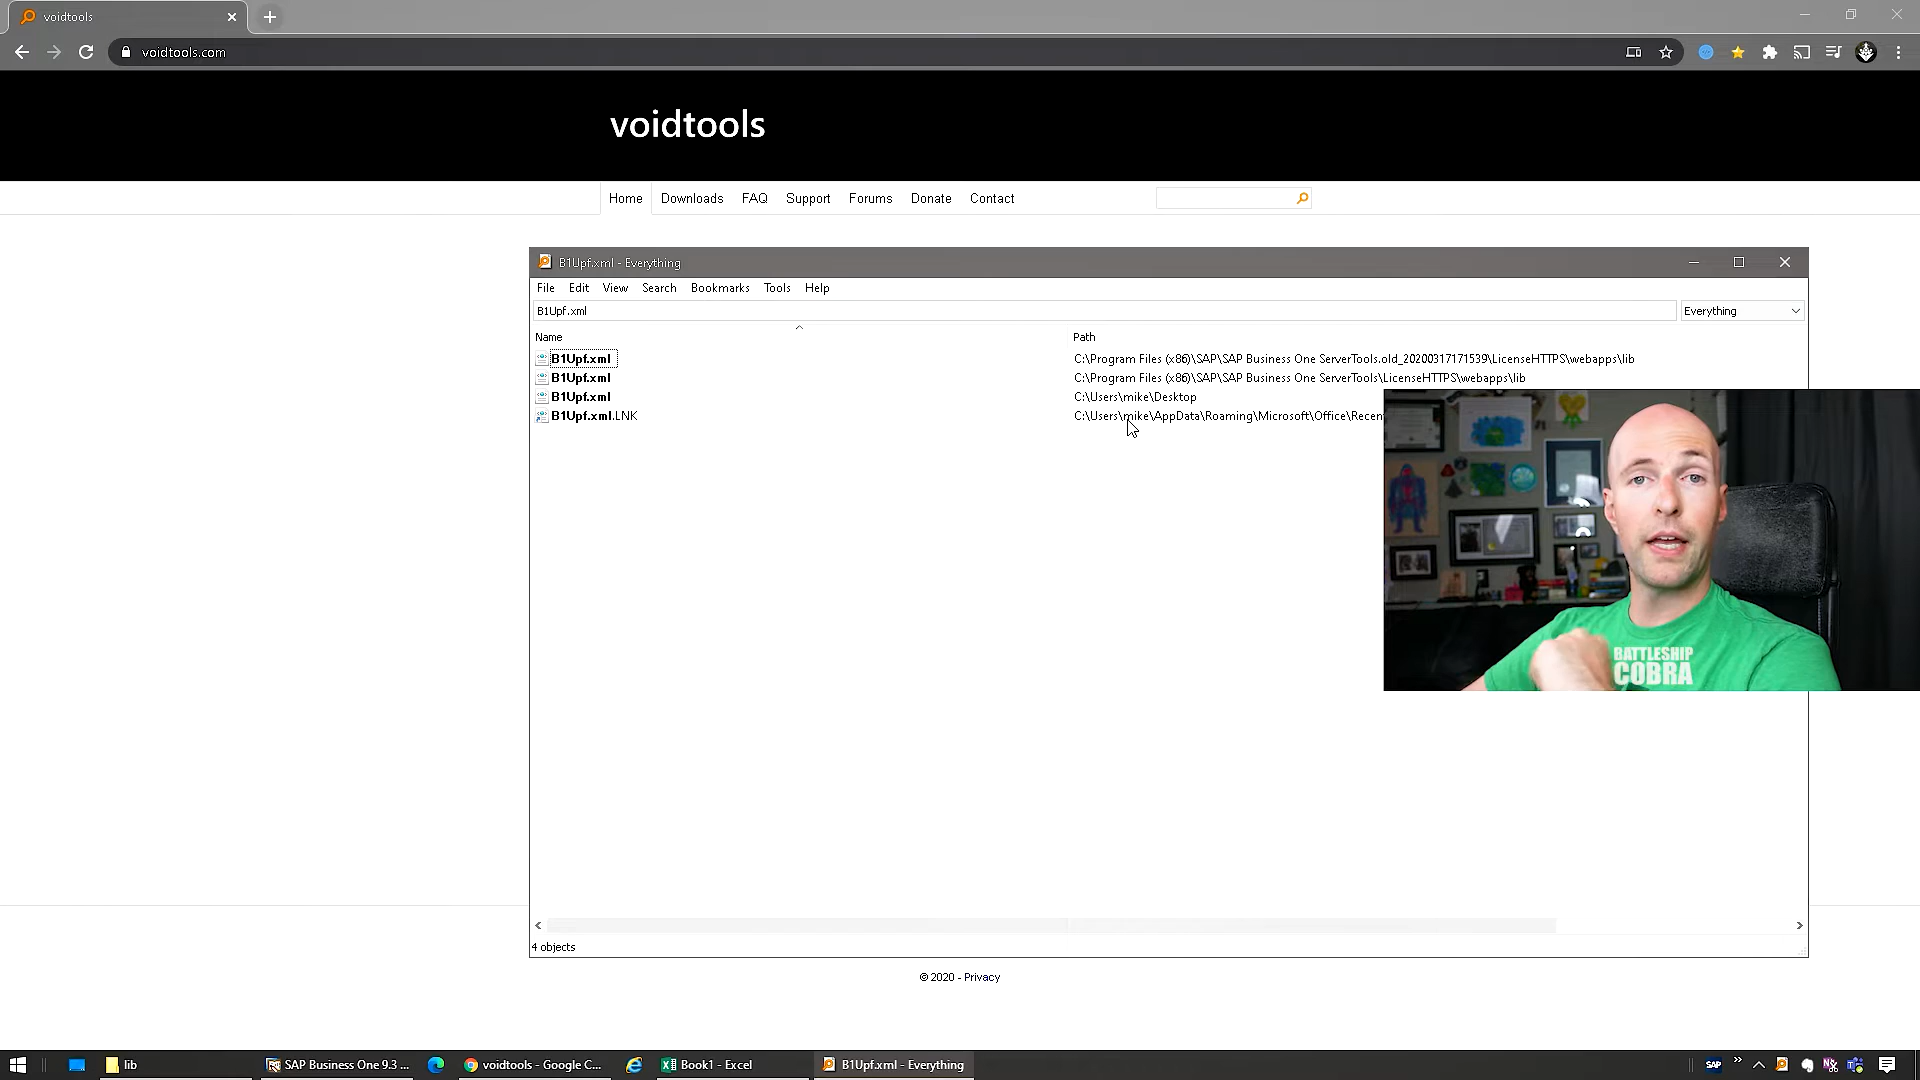 voidtools
voidtools.com
voidtools
Home Downloads FAQ Support Forums Donate Contact
B1Upf.xml - Everything
File Edit View Search Bookmarks Tools Help
B1Upf.xml Everything
Name Path
B1Upf.xml C:\Program Files (x86)\SAP\SAP Business One ServerTools.old_20200317171539\LicenseHTTPS\webapps\lib
B1Upf.xml C:\Program Files (x86)\SAP\SAP Business One ServerTools\LicenseHTTPS\webapps\lib
B1Upf.xml C:\Users\mike\Desktop
B1Upf.xml.LNK C:\Users\mike\AppData\Roaming\Microsoft\Office\Recen
BATTLESHIP
COBRA
4 objects
© 2020 - Privacy
lib SAP Business One 9.3 ... voidtools - Google C... Book1 - Excel B1Upf.xml - Everything SAP